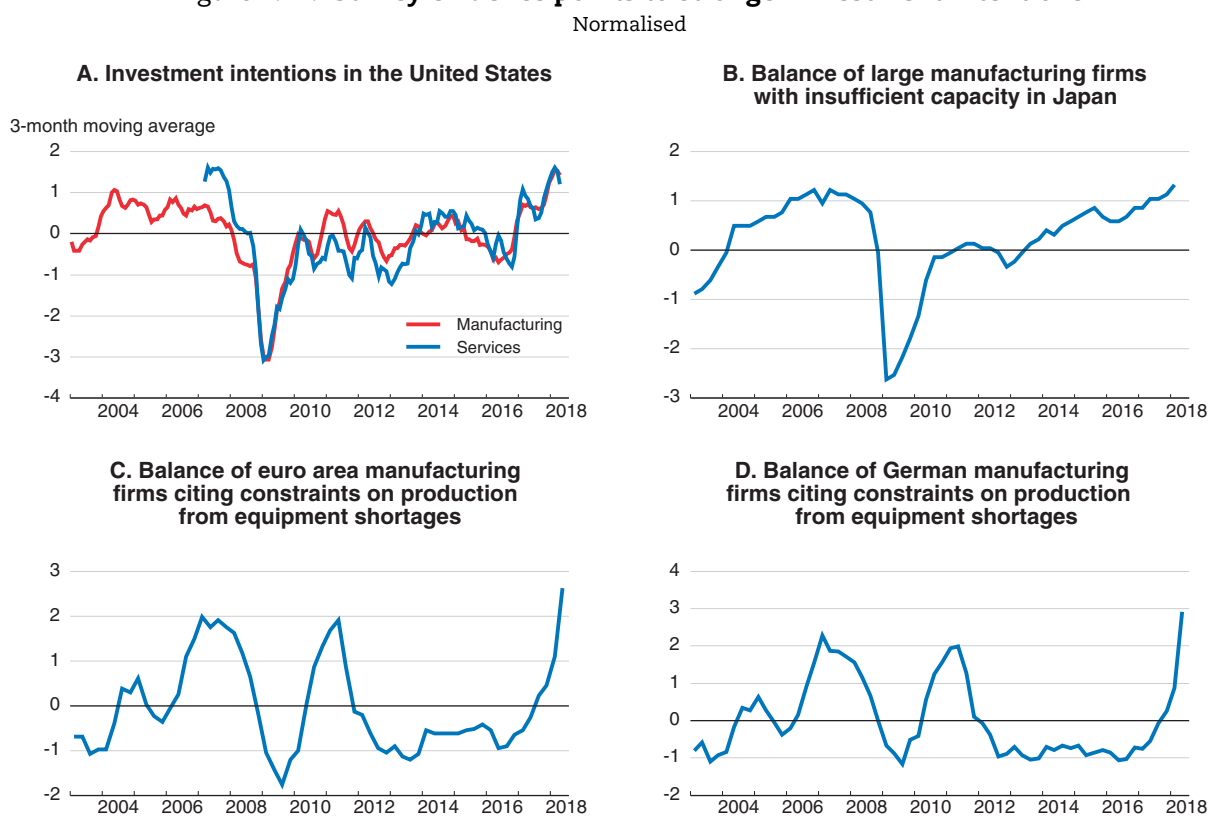 Normalised
A. Investment intentions in the United States
3-month moving average
2
1
0
-1
-2
-3
-4
Manufacturing
Services
2004 2006 2008 2010 2012 2014 2016 2018
B. Balance of large manufacturing firms
with insufficient capacity in Japan
2
1
0
-1
-2
-3
2004 2006 2008 2010 2012 2014 2016 2018
C. Balance of euro area manufacturing
firms citing constraints on production
from equipment shortages
3
2
1
0
-1
-2
2004 2006 2008 2010 2012 2014 2016 2018
D. Balance of German manufacturing
firms citing constraints on production
from equipment shortages
4
3
2
1
0
-1
-2
2004 2006 2008 2010 2012 2014 2016 2018